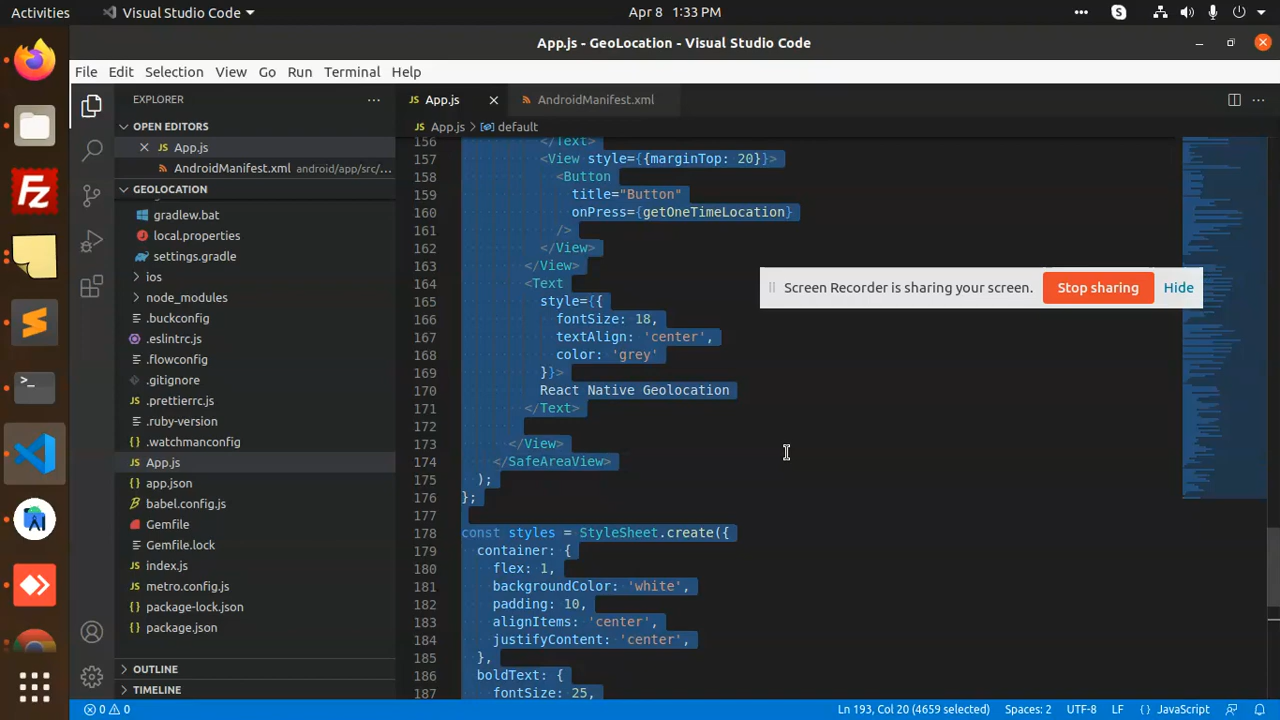 Activities
Visual Studio Code
Apr 8 1:33 PM
App.js - GeoLocation - Visual Studio Code
File Edit Selection View Go Run Terminal Help
EXPLORER
App.js
AndroidManifest.xml
App.js > default
OPEN EDITORS
App.js
AndroidManifest.xml android/app/src/...
GEOLOCATION
gradlew.bat
local.properties
settings.gradle
ios
node_modules
.buckconfig
.eslintrc.js
.flowconfig
.gitignore
.prettierrc.js
.ruby-version
.watchmanconfig
App.js
app.json
babel.config.js
Gemfile
Gemfile.lock
index.js
metro.config.js
package-lock.json
package.json
OUTLINE
TIMELINE
156 </Text>
157 <View style={{marginTop: 20}}>
158 <Button
159 title="Button"
160 onPress={getOneTimeLocation}
161 />
162 </View>
163 </View>
164 <Text
165 style={{
166 fontSize: 18,
167 textAlign: 'center',
168 color: 'grey'
169 }}>
170 React Native Geolocation
171 </Text>
172
173 </View>
174 </SafeAreaView>
175 );
176 };
177
178 const styles = StyleSheet.create({
179 container: {
180 flex: 1,
181 backgroundColor: 'white',
182 padding: 10,
183 alignItems: 'center',
184 justifyContent: 'center',
185 },
186 boldText: {
187 fontSize: 25,
Screen Recorder is sharing your screen. Stop sharing Hide
0 0 Ln 193, Col 20 (4659 selected) Spaces: 2 UTF-8 LF { } JavaScript